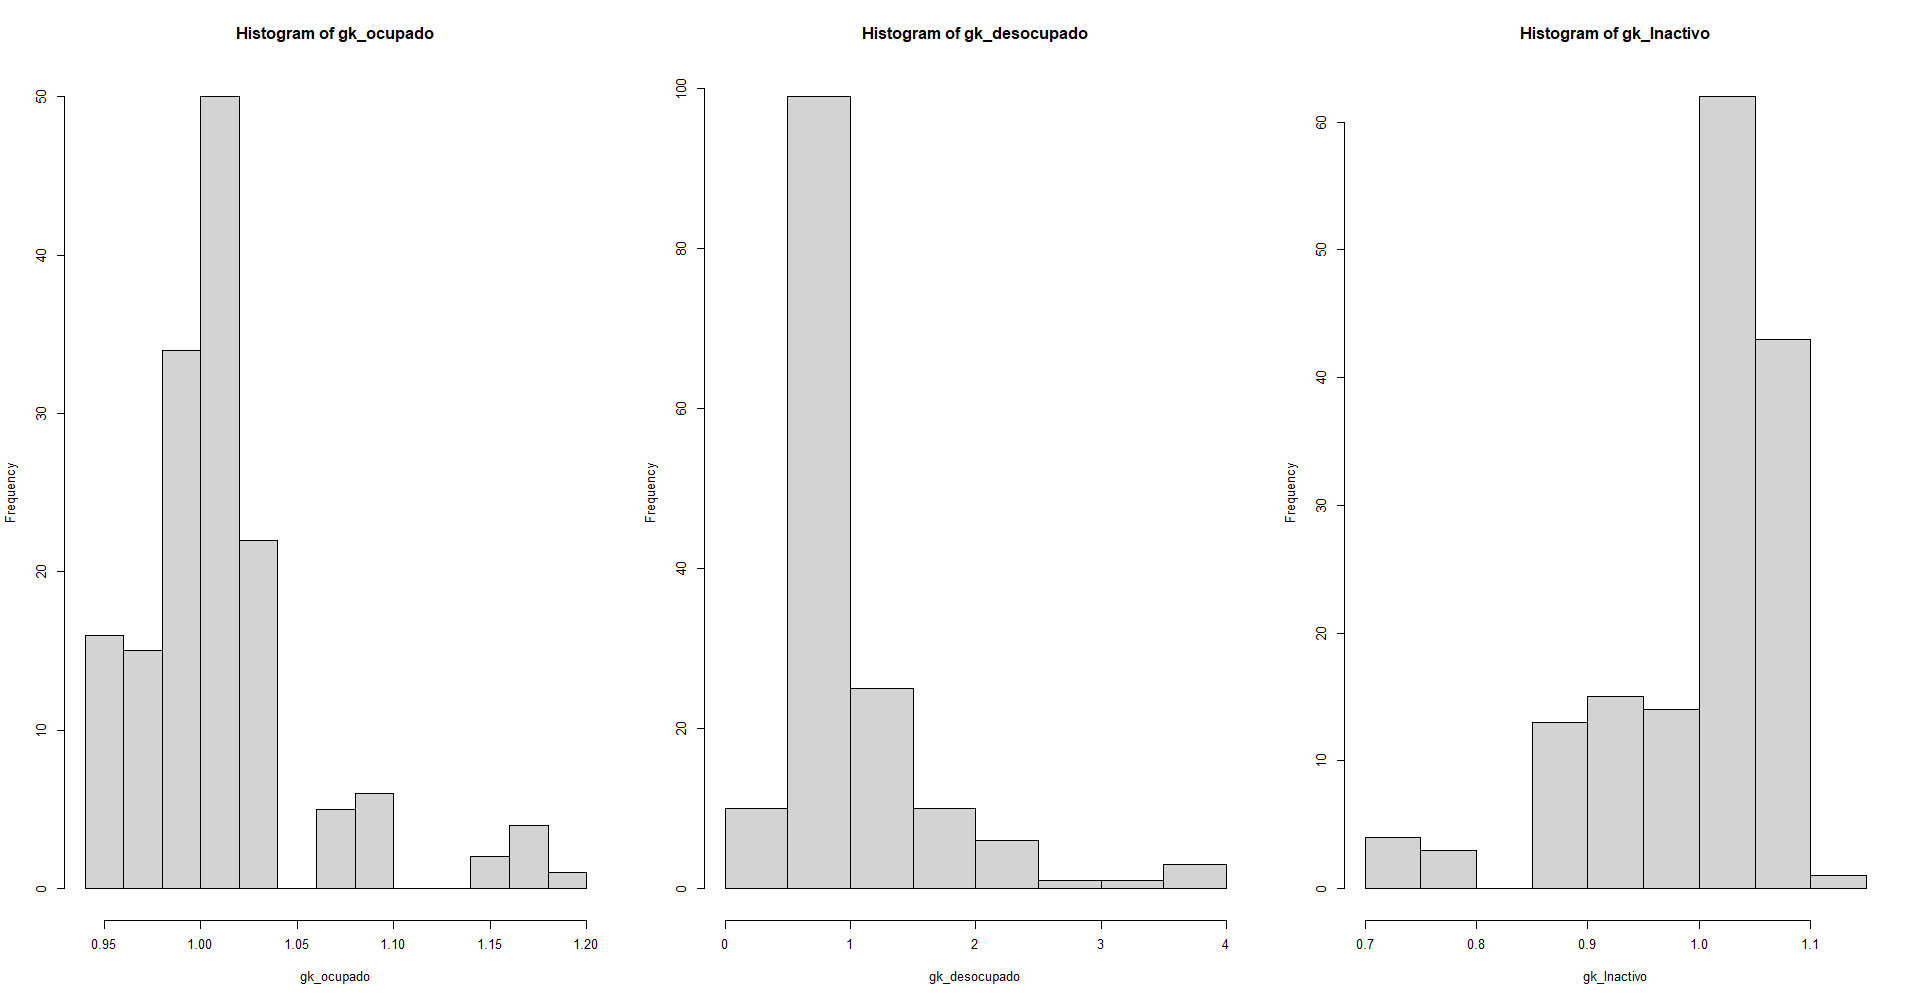 Histogram of gk_ocupado
Frequency
50
40
30
20
10
0
0.95 1.00 1.05 1.10 1.15 1.20
gk_ocupado
Histogram of gk_desocupado
Frequency
100
80
60
40
20
0
0 1 2 3 4
gk_desocupado
Histogram of gk_Inactivo
Frequency
60
50
40
30
20
10
0
0.7 0.8 0.9 1.0 1.1
gk_Inactivo